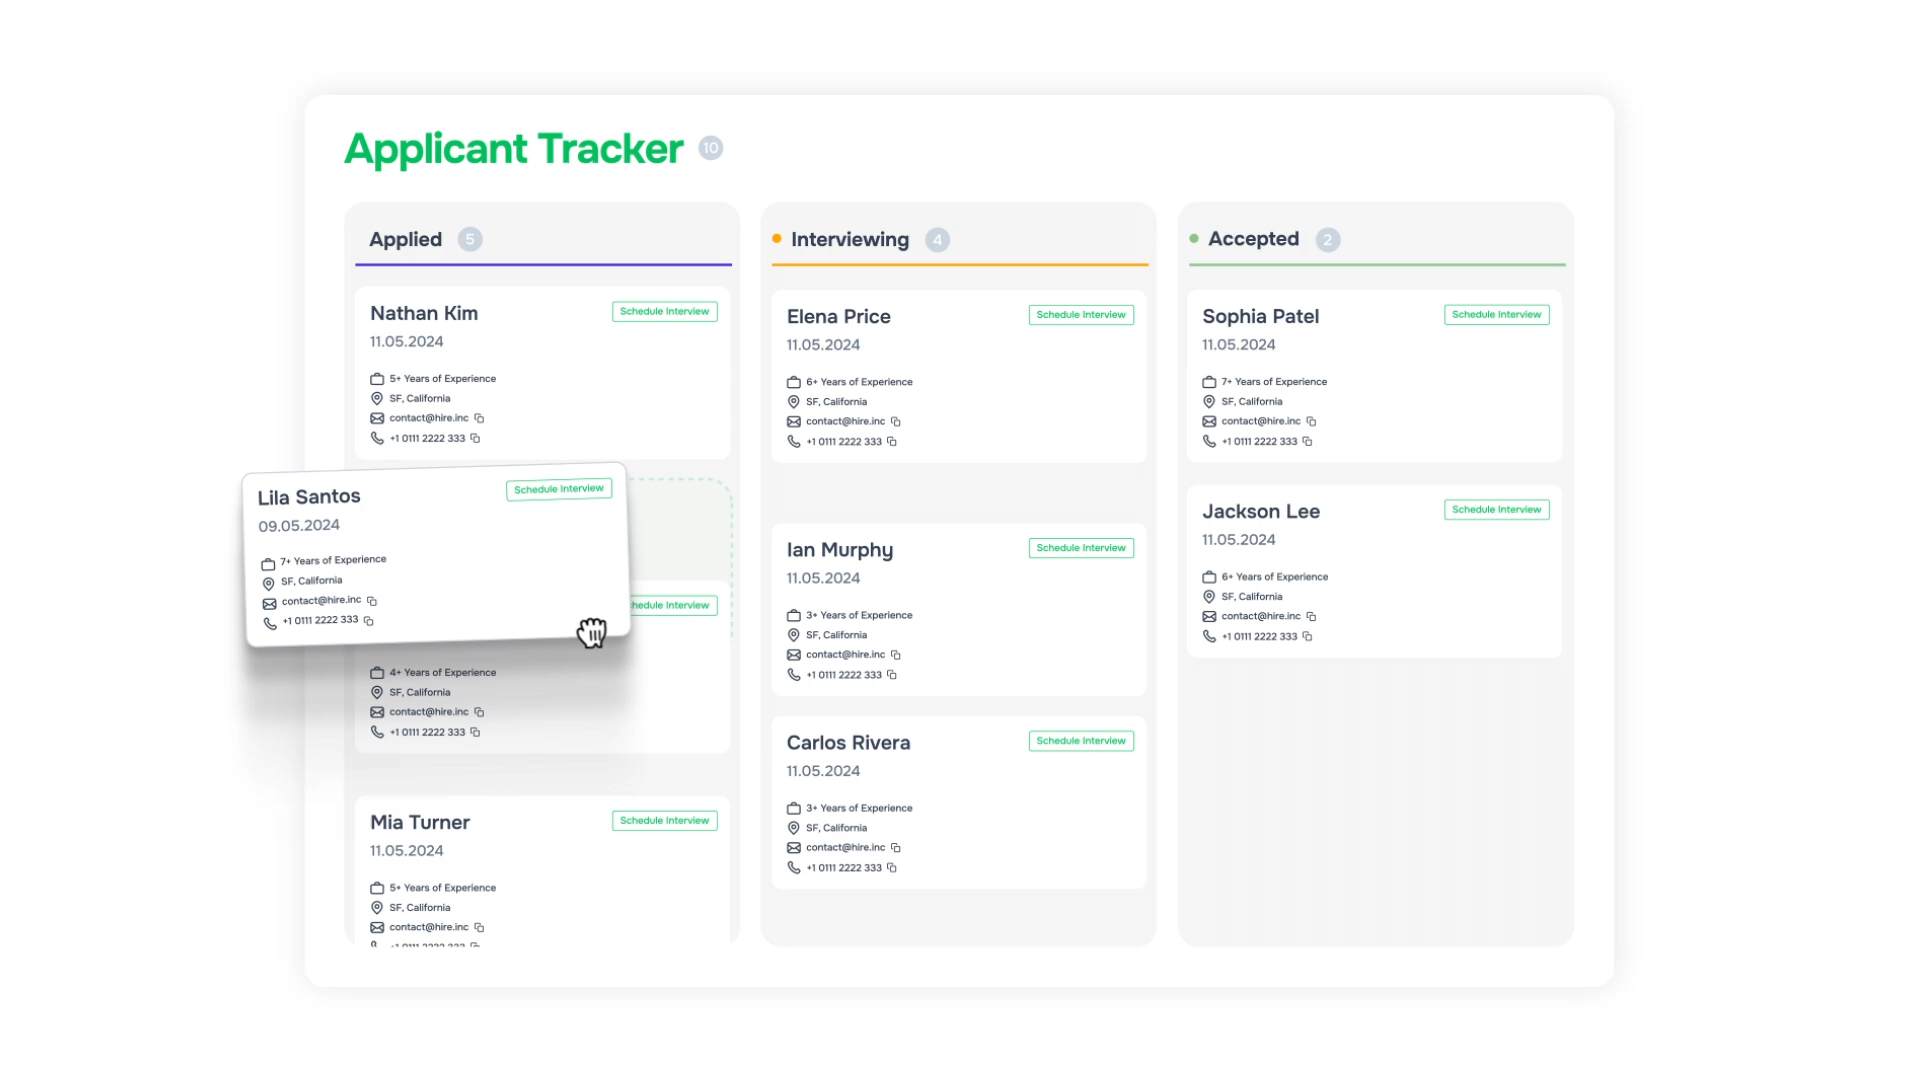 Applicant Tracker 10
Applied 5
Nathan Kim
Schedule Interview
11.05.2024
5+ Years of Experience
SF, California
contact@hire.inc
+1 0111 2222 333
Lila Santos
Schedule Interview
09.05.2024
7+ Years of Experience
SF, California
contact@hire.inc
+1 0111 2222 333
hedule Interview
4+ Years of Experience
SF, California
contact@hire.inc
+1 0111 2222 333
Mia Turner
Schedule Interview
11.05.2024
5+ Years of Experience
SF, California
contact@hire.inc
+1 0111 2222 333
Interviewing 4
Elena Price
Schedule Interview
11.05.2024
6+ Years of Experience
SF, California
contact@hire.inc
+1 0111 2222 333
Ian Murphy
Schedule Interview
11.05.2024
3+ Years of Experience
SF, California
contact@hire.inc
+1 0111 2222 333
Carlos Rivera
Schedule Interview
11.05.2024
3+ Years of Experience
SF, California
contact@hire.inc
+1 0111 2222 333
Accepted 2
Sophia Patel
Schedule Interview
11.05.2024
7+ Years of Experience
SF, California
contact@hire.inc
+1 0111 2222 333
Jackson Lee
Schedule Interview
11.05.2024
6+ Years of Experience
SF, California
contact@hire.inc
+1 0111 2222 333